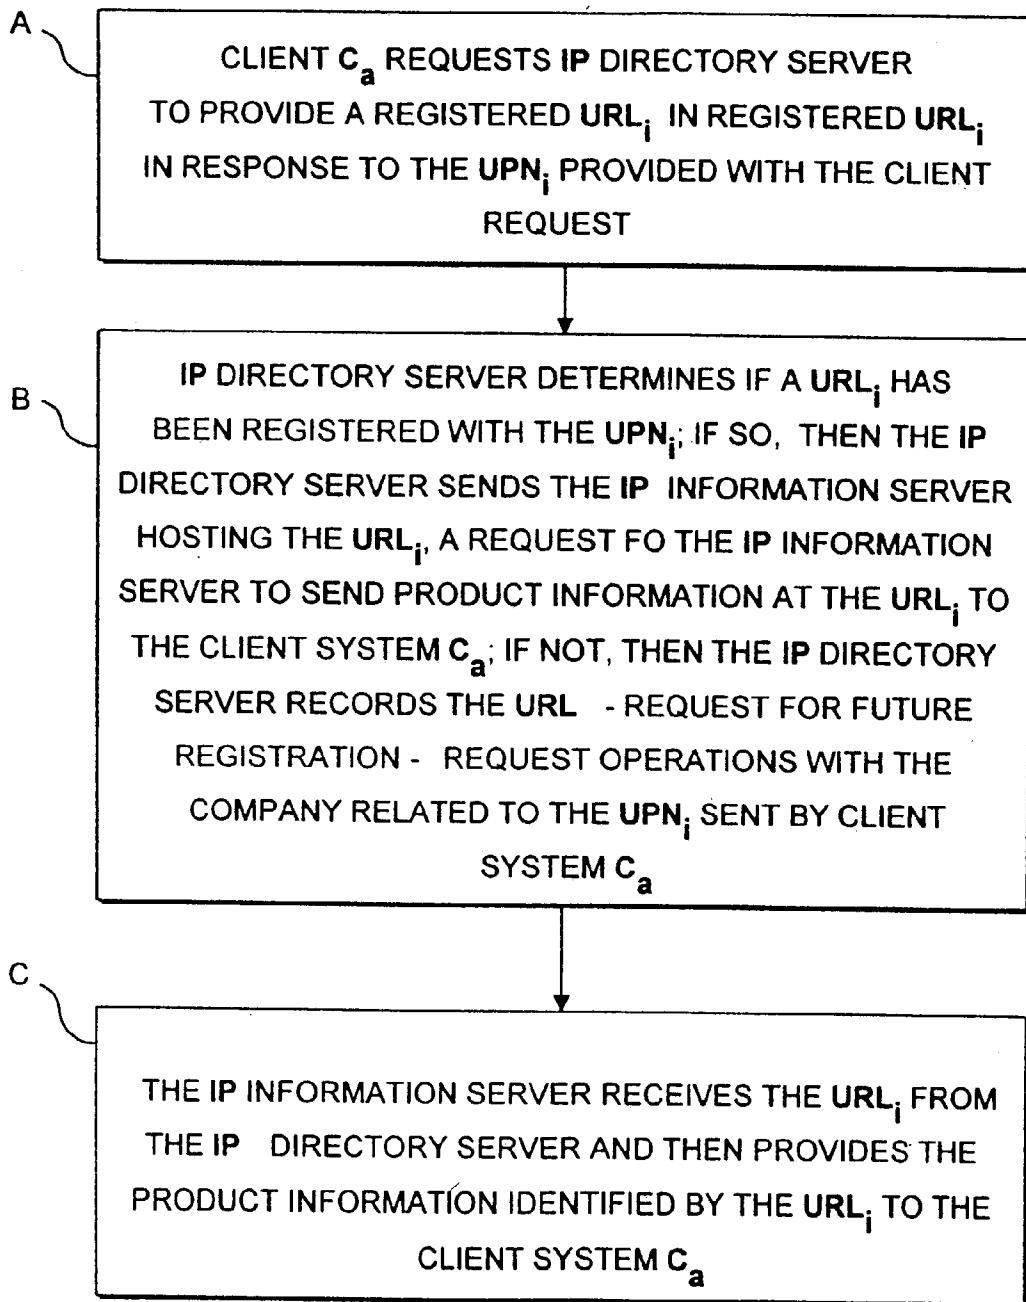 A
CLIENT Ca REQUESTS IP DIRECTORY SERVER
TO PROVIDE A REGISTERED URLi IN REGISTERED URLi
IN RESPONSE TO THE UPNi PROVIDED WITH THE CLIENT
REQUEST
B
IP DIRECTORY SERVER DETERMINES IF A URLi HAS
BEEN REGISTERED WITH THE UPNi; IF SO, THEN THE IP
DIRECTORY SERVER SENDS THE IP INFORMATION SERVER
HOSTING THE URLi, A REQUEST FO THE IP INFORMATION
SERVER TO SEND PRODUCT INFORMATION AT THE URLi TO
THE CLIENT SYSTEM Ca; IF NOT, THEN THE IP DIRECTORY
SERVER RECORDS THE URL - REQUEST FOR FUTURE
REGISTRATION - REQUEST OPERATIONS WITH THE
COMPANY RELATED TO THE UPNi SENT BY CLIENT
SYSTEM Ca
C
THE IP INFORMATION SERVER RECEIVES THE URLi FROM
THE IP DIRECTORY SERVER AND THEN PROVIDES THE
PRODUCT INFORMATION IDENTIFIED BY THE URLi TO THE
CLIENT SYSTEM Ca